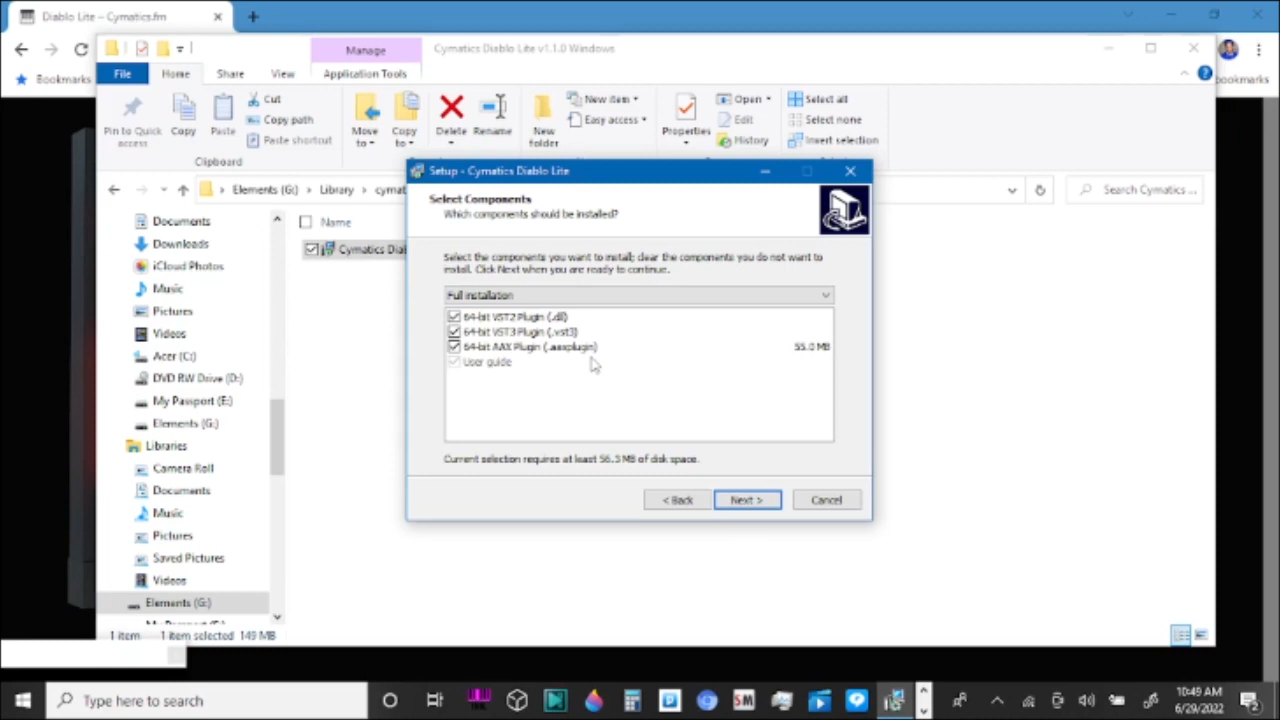 Diablo Lite – Cymatics.fm
Manage
Cymatics Diablo Lite v1.1.0 Windows
Bookmarks
File
Home
Share
View
Application Tools
ookmarks
Pin to Quick access
Copy
Paste
Cut
Copy path
Paste shortcut
Move to
Copy to
Delete
Rename
New folder
New item
Easy access
Properties
Open
Edit
History
Select all
Select none
Invert selection
Clipboard
Elements (G:) > Library > cymat
Search Cymatics ...
Setup - Cymatics Diablo Lite
Select Components
Which components should be installed?
Select the components you want to install; clear the components you do not want to
install. Click Next when you are ready to continue.
Full installation
64-bit VST2 Plugin (.dll)
64-bit VST3 Plugin (.vst3)
64-bit AAX Plugin (.aaxplugin) 55.0 MB
User guide
Current selection requires at least 56.3 MB of disk space.
< Back
Next >
Cancel
Name
Cymatics Diab
Documents
Downloads
iCloud Photos
Music
Pictures
Videos
Acer (C:)
DVD RW Drive (D:)
My Passport (E:)
Elements (G:)
Libraries
Camera Roll
Documents
Music
Pictures
Saved Pictures
Videos
Elements (G:)
1 item
1 item selected 149 MB
Type here to search
SM
10:49 AM
6/29/2022
2